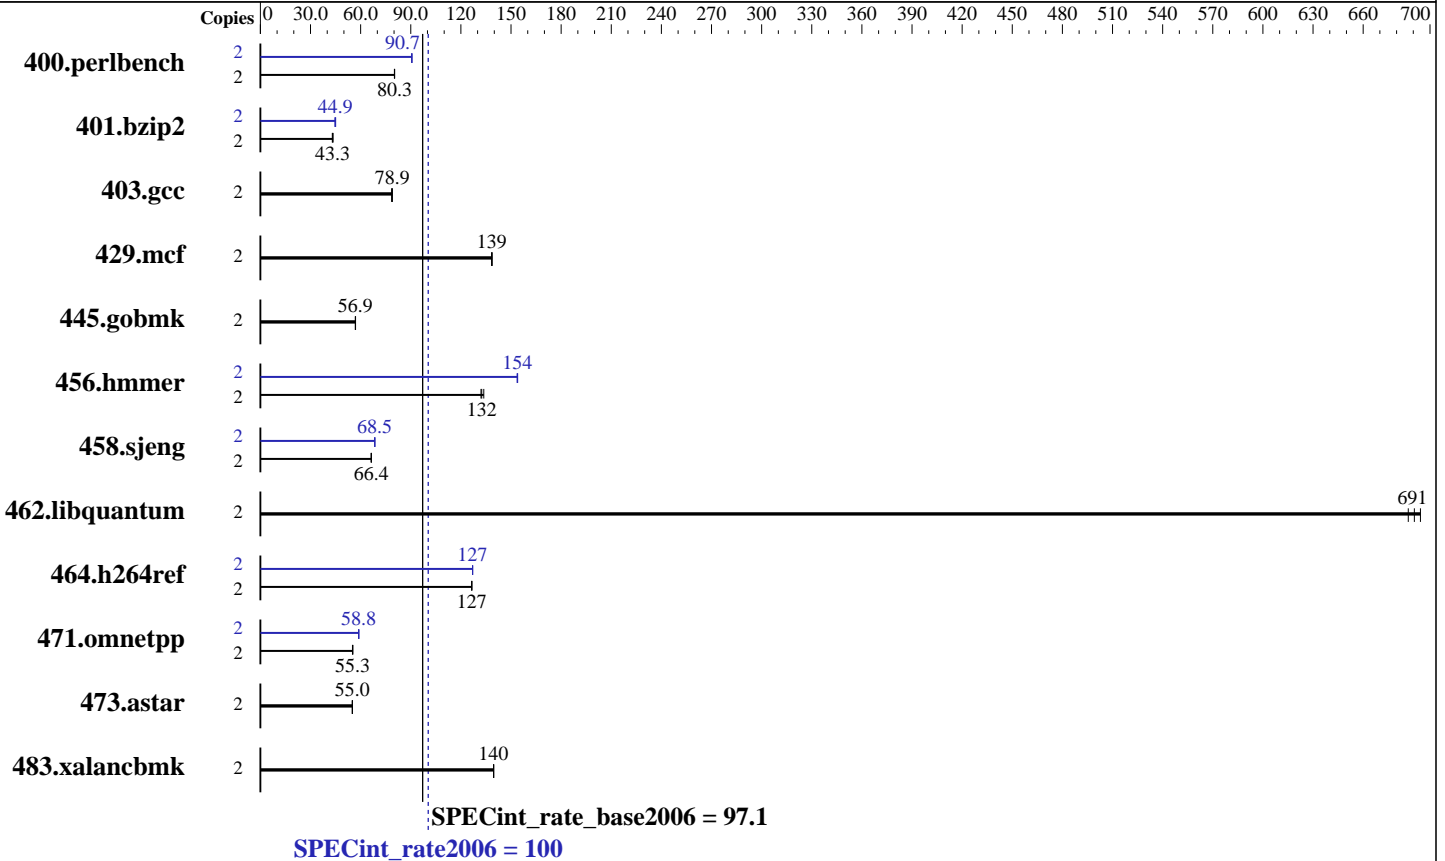 Copies 0 30.0 60.0 90.0 120 150 180 210 240 270 300 330 360 390 420 450 480 510 540 570 600 630 660 700
400.perlbench 2 90.7
2 80.3
401.bzip2 2 44.9
2 43.3
403.gcc 2 78.9
429.mcf 2 139
445.gobmk 2 56.9
456.hmmer 2 154
2 132
458.sjeng 2 68.5
2 66.4
462.libquantum 2 691
464.h264ref 2 127
2 127
471.omnetpp 2 58.8
2 55.3
473.astar 2 55.0
483.xalancbmk 2 140
SPECint_rate_base2006 = 97.1
SPECint_rate2006 = 100